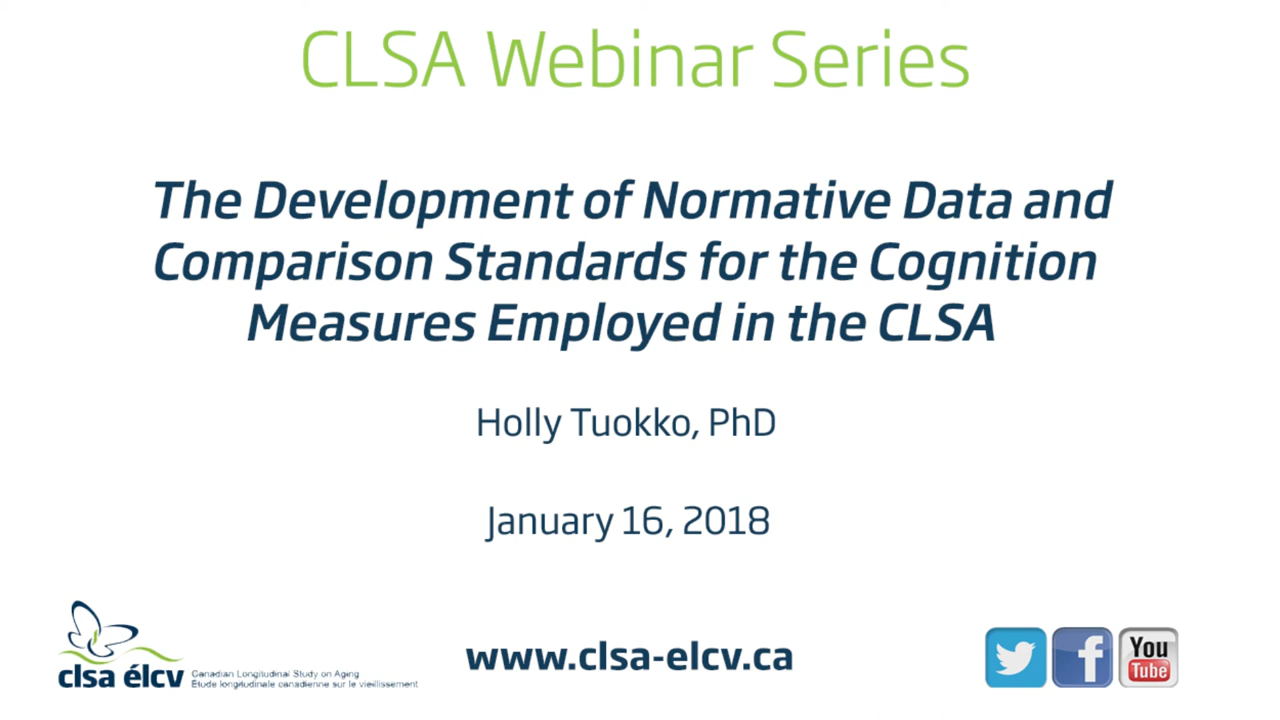 CLSA Webinar Series
The Development of Normative Data and
Comparison Standards for the Cognition
Measures Employed in the CLSA
Holly Tuokko, PhD
January 16, 2018
clsa élcv
Canadian Longitudinal Study on Aging
Étude longitudinale canadienne sur le vieillissement
www.clsa-elcv.ca
f
You
Tube